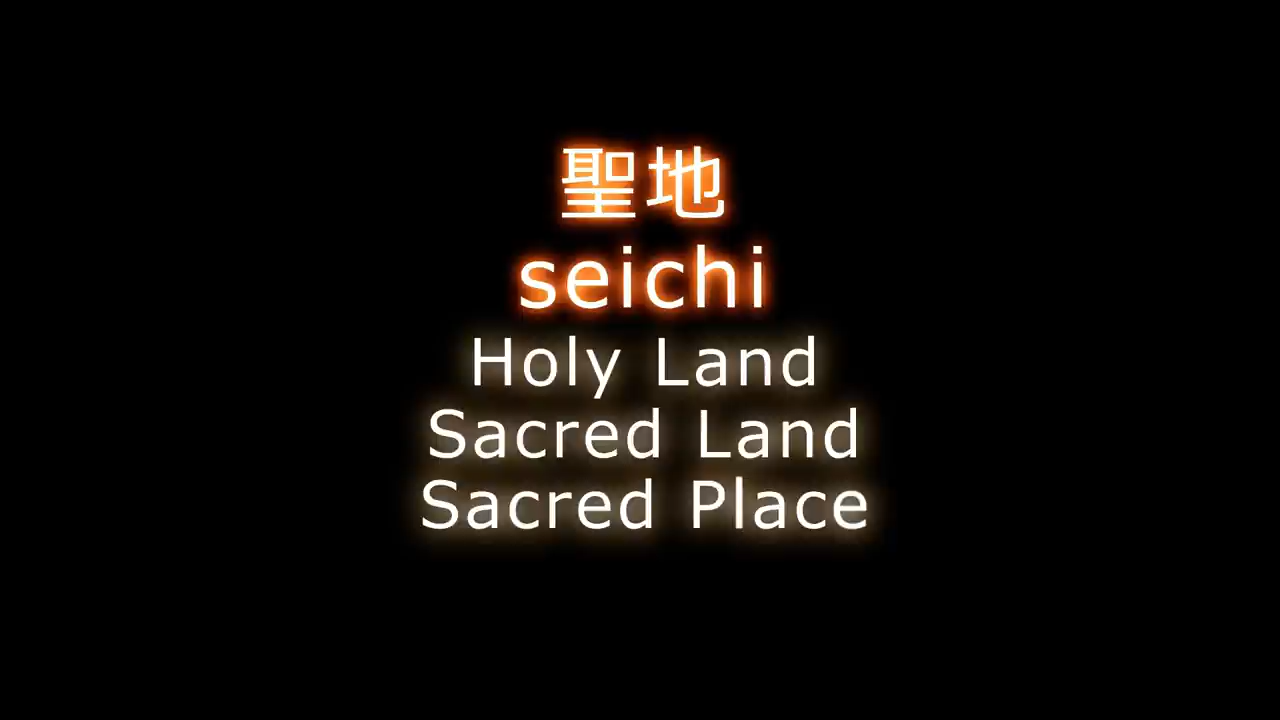 聖地
seichi
Holy Land
Sacred Land
Sacred Place